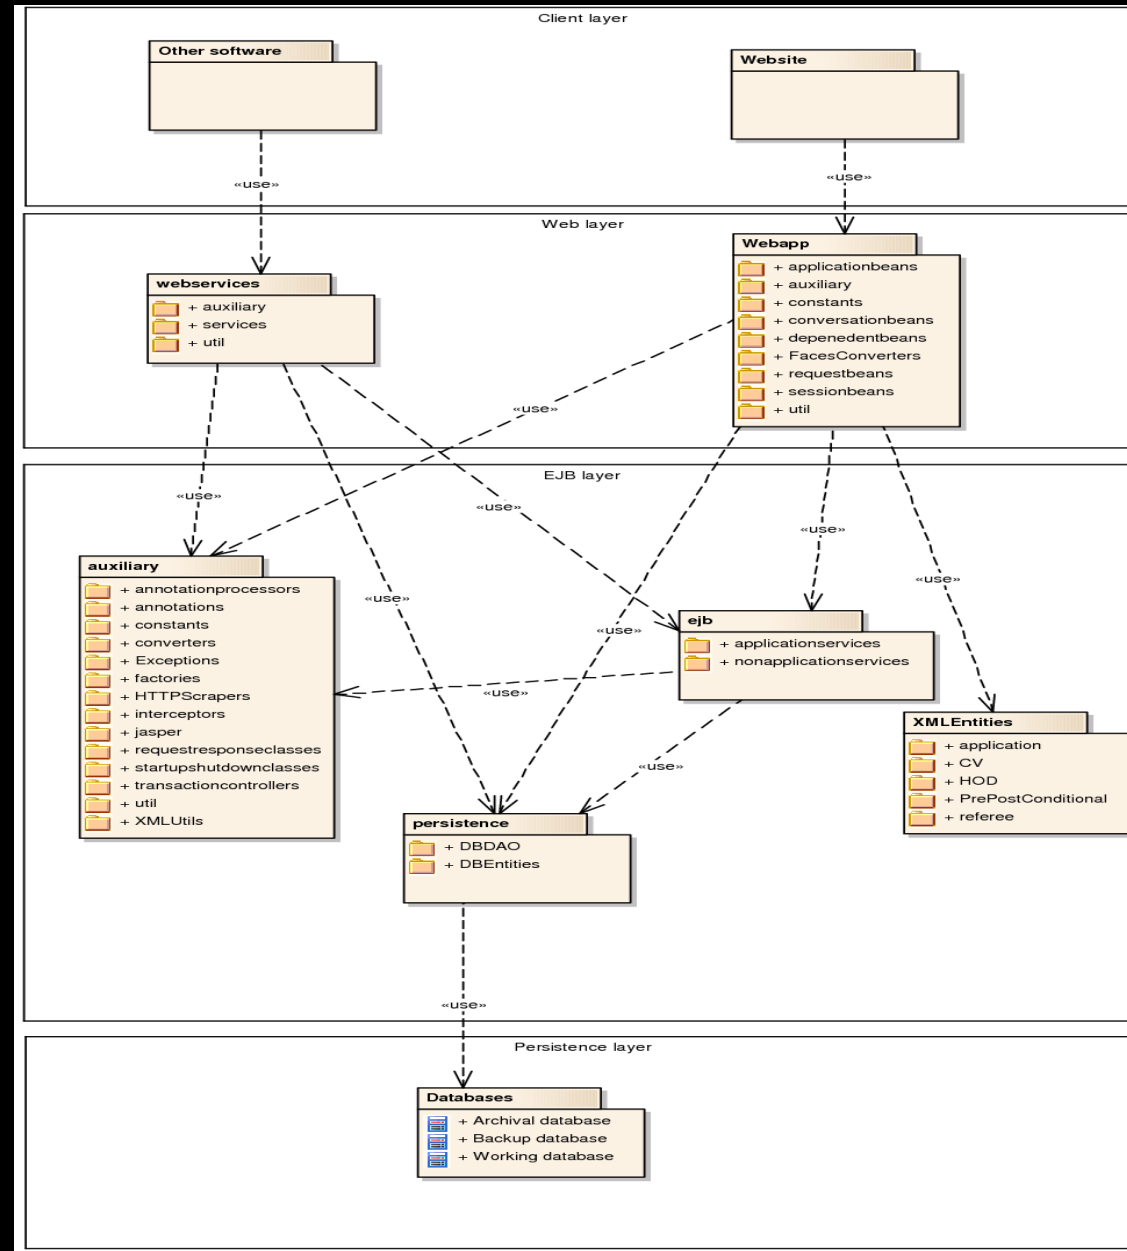 Client layer
Other software
Website
«use»
«use»
Web layer
webservices
+ auxiliary
+ services
+ util
Webapp
+ applicationbeans
+ auxiliary
+ constants
+ conversationbeans
+ depenedentbeans
+ FacesConverters
+ requestbeans
+ sessionbeans
+ util
«use»
EJB layer
«use»
«use»
«use»
«use»
«use»
«use»
auxiliary
+ annotationprocessors
+ annotations
+ constants
+ converters
+ Exceptions
+ factories
+ HTTPScrapers
+ interceptors
+ jasper
+ requestresponseclasses
+ startupshutdownclasses
+ transactioncontrollers
+ util
+ XMLUtils
ejb
+ applicationservices
+ nonapplicationservices
«use»
«use»
XMLEntities
+ application
+ CV
+ HOD
+ PrePostConditional
+ referee
persistence
+ DBDAO
+ DBEntities
«use»
Persistence layer
Databases
+ Archival database
+ Backup database
+ Working database